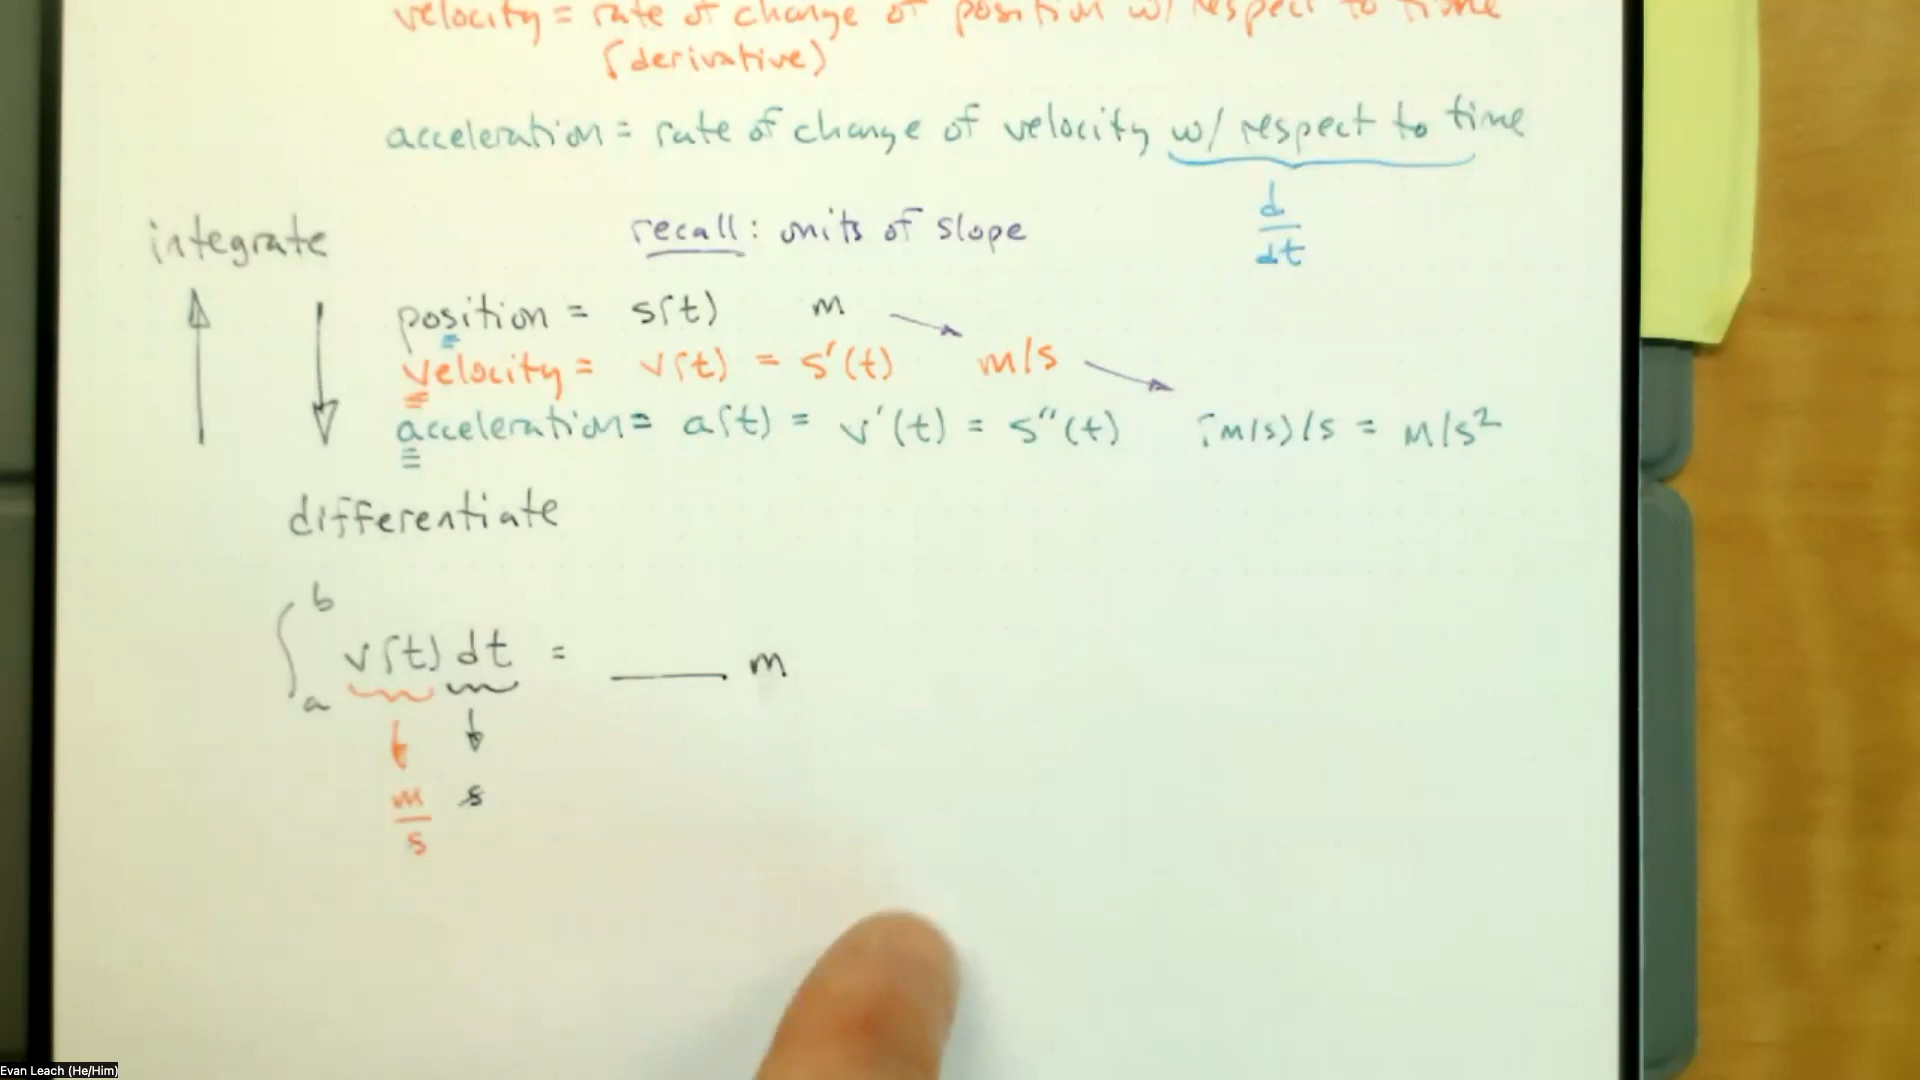 velocity = rate of change of position w/ respect to time
(derivative)
acceleration = rate of change of velocity w/ respect to time
d
dt
integrate
recall: units of slope
position = s(t) m
velocity = v(t) = s'(t) m/s
acceleration = a(t) = v'(t) = s''(t) (m/s)/s = m/s²
differentiate
∫_a^b v(t) dt = ____ m
m s
s
Evan Leach (He/Him)